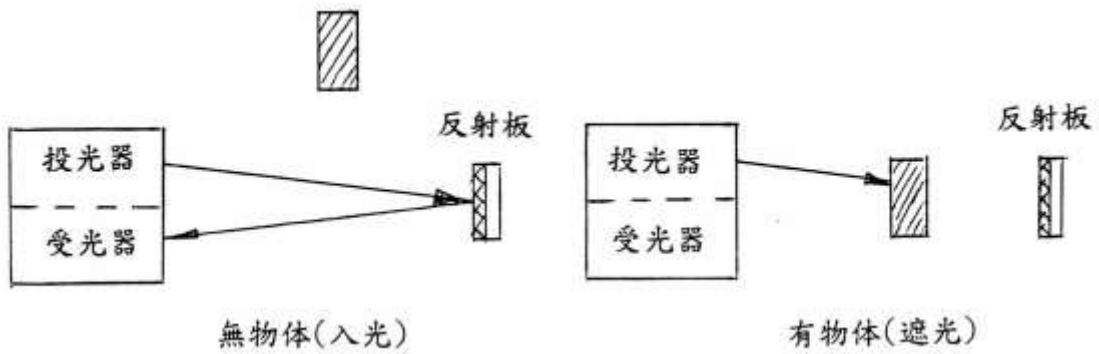 反射板
投光器
受光器
無物体(入光)
反射板
投光器
受光器
有物体(遮光)